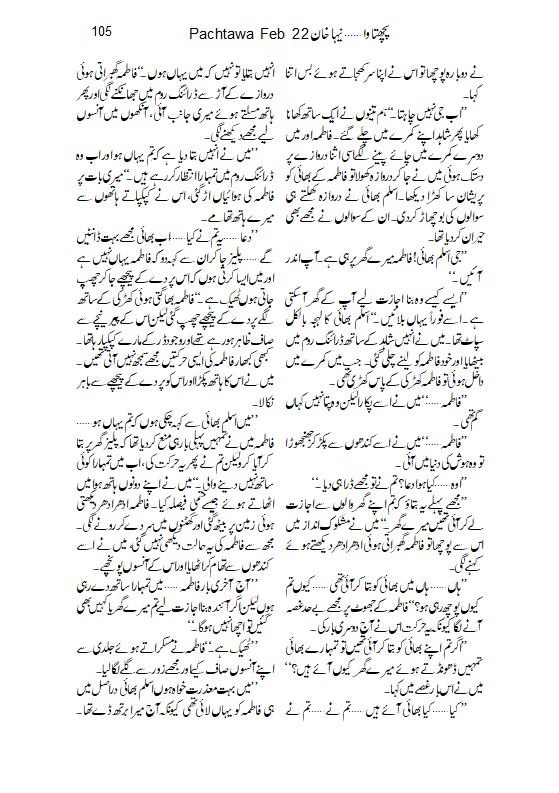 پچھتاوا……نیہا خان Pachtawa Feb 22
105
نے دوبارہ پوچھا تو اس نے اپنا سر کھجاتے ہوئے بس اتنا
کہا۔
”اب جی نہیں چاہتا۔“ہم تینوں نے ایک ساتھ کھانا
کھایا پھر شاہد اپنے کمرے میں چلے گئے۔ فاطمہ اور میں
دوسرے کمرے میں چائے پینے لگے اسی اثنا دروازے پر
دستک ہوئی میں نے جا کر دروازہ کھولا تو فاطمہ کے بھائی کو
پریشان سا کھڑا دیکھا۔ اسلم بھائی نے دروازہ کھلتے ہی
سوالوں کی بوچھاڑ کر دی۔ ان کے سوالوں نے مجھے بھی
حیران کر دیا تھا۔
”جی اسلم بھائی! فاطمہ میرے گھر پر ہی ہے۔ آپ اندر
آئیں۔“
”ایسے کیسے وہ بنا اجازت لیے آپ کے گھر آسکتی
ہے۔ اسے فوراً یہاں بلائیں۔“ اسلم بھائی کا لہجہ بالکل
سپاٹ تھا۔ میں نے انہیں شاہد کے ساتھ ڈرائنگ روم میں
بیٹھایا اور خود فاطمہ کو لینے چلی گئی۔ جب میں کمرے میں
داخل ہوئی تو فاطمہ کھڑکی کے پاس کھڑی تھی۔
”فاطمہ……“ میں نے اسے پکارا لیکن وہ پتا نہیں کہاں
گم تھی۔
”فاطمہ……“ میں نے اسے کندھوں سے پکڑ کر جھنجھوڑا
تو وہ ہوش کی دنیا میں آئی۔
”اوہ……کیا ہوا دعا؟ تم نے تو مجھے ڈرا ہی دیا۔“
”مجھے پہلے یہ بتاؤ کیا تم اپنے گھر والوں سے اجازت
لے کر آئی تھیں میرے گھر۔“ میں نے مشکوک انداز میں
اس سے پوچھا تو فاطمہ گھبراتی ہوئی ادھر ادھر دیکھتے ہوئے
کہنے لگی۔
”ہاں……ہاں میں بھائی کو بتا کر آئی تھی……کیوں تم
کیوں پوچھ رہی ہو؟“ فاطمہ کے جھوٹ پر مجھے بے حد غصہ
آنے لگا کیونکہ یہ حرکت اس نے آج دوسری بار کی۔
”اگر تم اپنے بھائی کو بتا کر آئی تھیں تو تمہارے بھائی
تمہیں ڈھونڈتے ہوئے میرے گھر کیوں آئے ہیں؟“
میں نے اس بار غصے میں کہا۔
”کیا……کیا بھائی آئے ہیں……تم نے……تم نے
انہیں بتایا تو نہیں کہ میں یہاں ہوں۔“ فاطمہ گھبراتی ہوئی
دروازے کے آڑ سے ڈرائنگ روم میں جھانکنے لگی اور پھر
ہاتھ مسلتے ہوئے میری جانب آئی، آنکھوں میں آنسوں
لیے مجھے دیکھنے لگی۔
”میں نے انہیں بتا دیا ہے کہ تم یہاں ہو اور اب وہ
ڈرائنگ روم میں تمہارا انتظار کر رہے ہیں۔“ میری بات پر
فاطمہ کی ہوائیاں اڑ گئی، اس نے کپکپاتے ہاتھوں سے
میرے ہاتھ تھامے۔
”دعا……یہ تم نے کیا……اب بھائی مجھے بہت ڈانٹیں
گے……پلیز جا کر ان سے کہہ دو کہ فاطمہ یہاں نہیں ہے
اور میں ایسا کرتی ہوں کہ اس پردے کے پیچھے جا کر چھپ
جاتی ہوں ٹھیک ہے۔“ فاطمہ بھاگتی ہوئی کھڑکی کے ساتھ
لگے پردے کے پیچھے چھپ گئی لیکن اس کے پیر نیچے سے
صاف ظاہر ہو رہے تھے اور وجود ڈر کے مارے کپکپا رہا تھا۔
کبھی کبھار فاطمہ کی ایسی حرکتیں مجھے سمجھ نہیں آتی تھیں۔
میں نے اس کا ہاتھ پکڑا اور اس کو پردے کے پیچھے سے باہر
نکالا۔
”میں اسلم بھائی سے کہہ چکی ہوں کہ تم یہاں ہو……
فاطمہ میں نے تمہیں پہلی بار ہی منع کر دیا تھا کہ پلیز گھر پر بتا
کر آیا کرو لیکن تم نے پھر یہ حرکت کی، اب میں تمہارا کوئی
ساتھ نہیں دینے والی۔“ میں نے اپنے دونوں ہاتھ ہوا میں
اٹھاتے ہوئے جیسے حتمی فیصلہ کیا۔ فاطمہ ادھر ادھر دیکھتی
ہوئی زمین پر بیٹھ گئی اور گھٹنوں میں سر دے کر رونے لگی۔
مجھ سے فاطمہ کی یہ حالت دیکھی نہیں گئی، میں نے اسے
کندھوں سے تھام کر اٹھایا اور اس کے آنسوں پونچھے۔
”آج آخری بار فاطمہ……میں تمہارا ساتھ دے رہی
ہوں لیکن اگر آئندہ بنا اجازت لیے تم میرے گھر یا کہیں بھی
گئیں تو اچھا نہیں ہوگا۔“
”ٹھیک ہے۔“ فاطمہ نے مسکراتے ہوئے جلدی سے
اپنے آنسوں صاف کیے اور مجھے زور سے گلے لگا لیا۔
”میں بہت معذرت خواہ ہوں اسلم بھائی دراصل میں
ہی فاطمہ کو یہاں لائی تھی کیونکہ آج میرا برتھ ڈے تھا۔